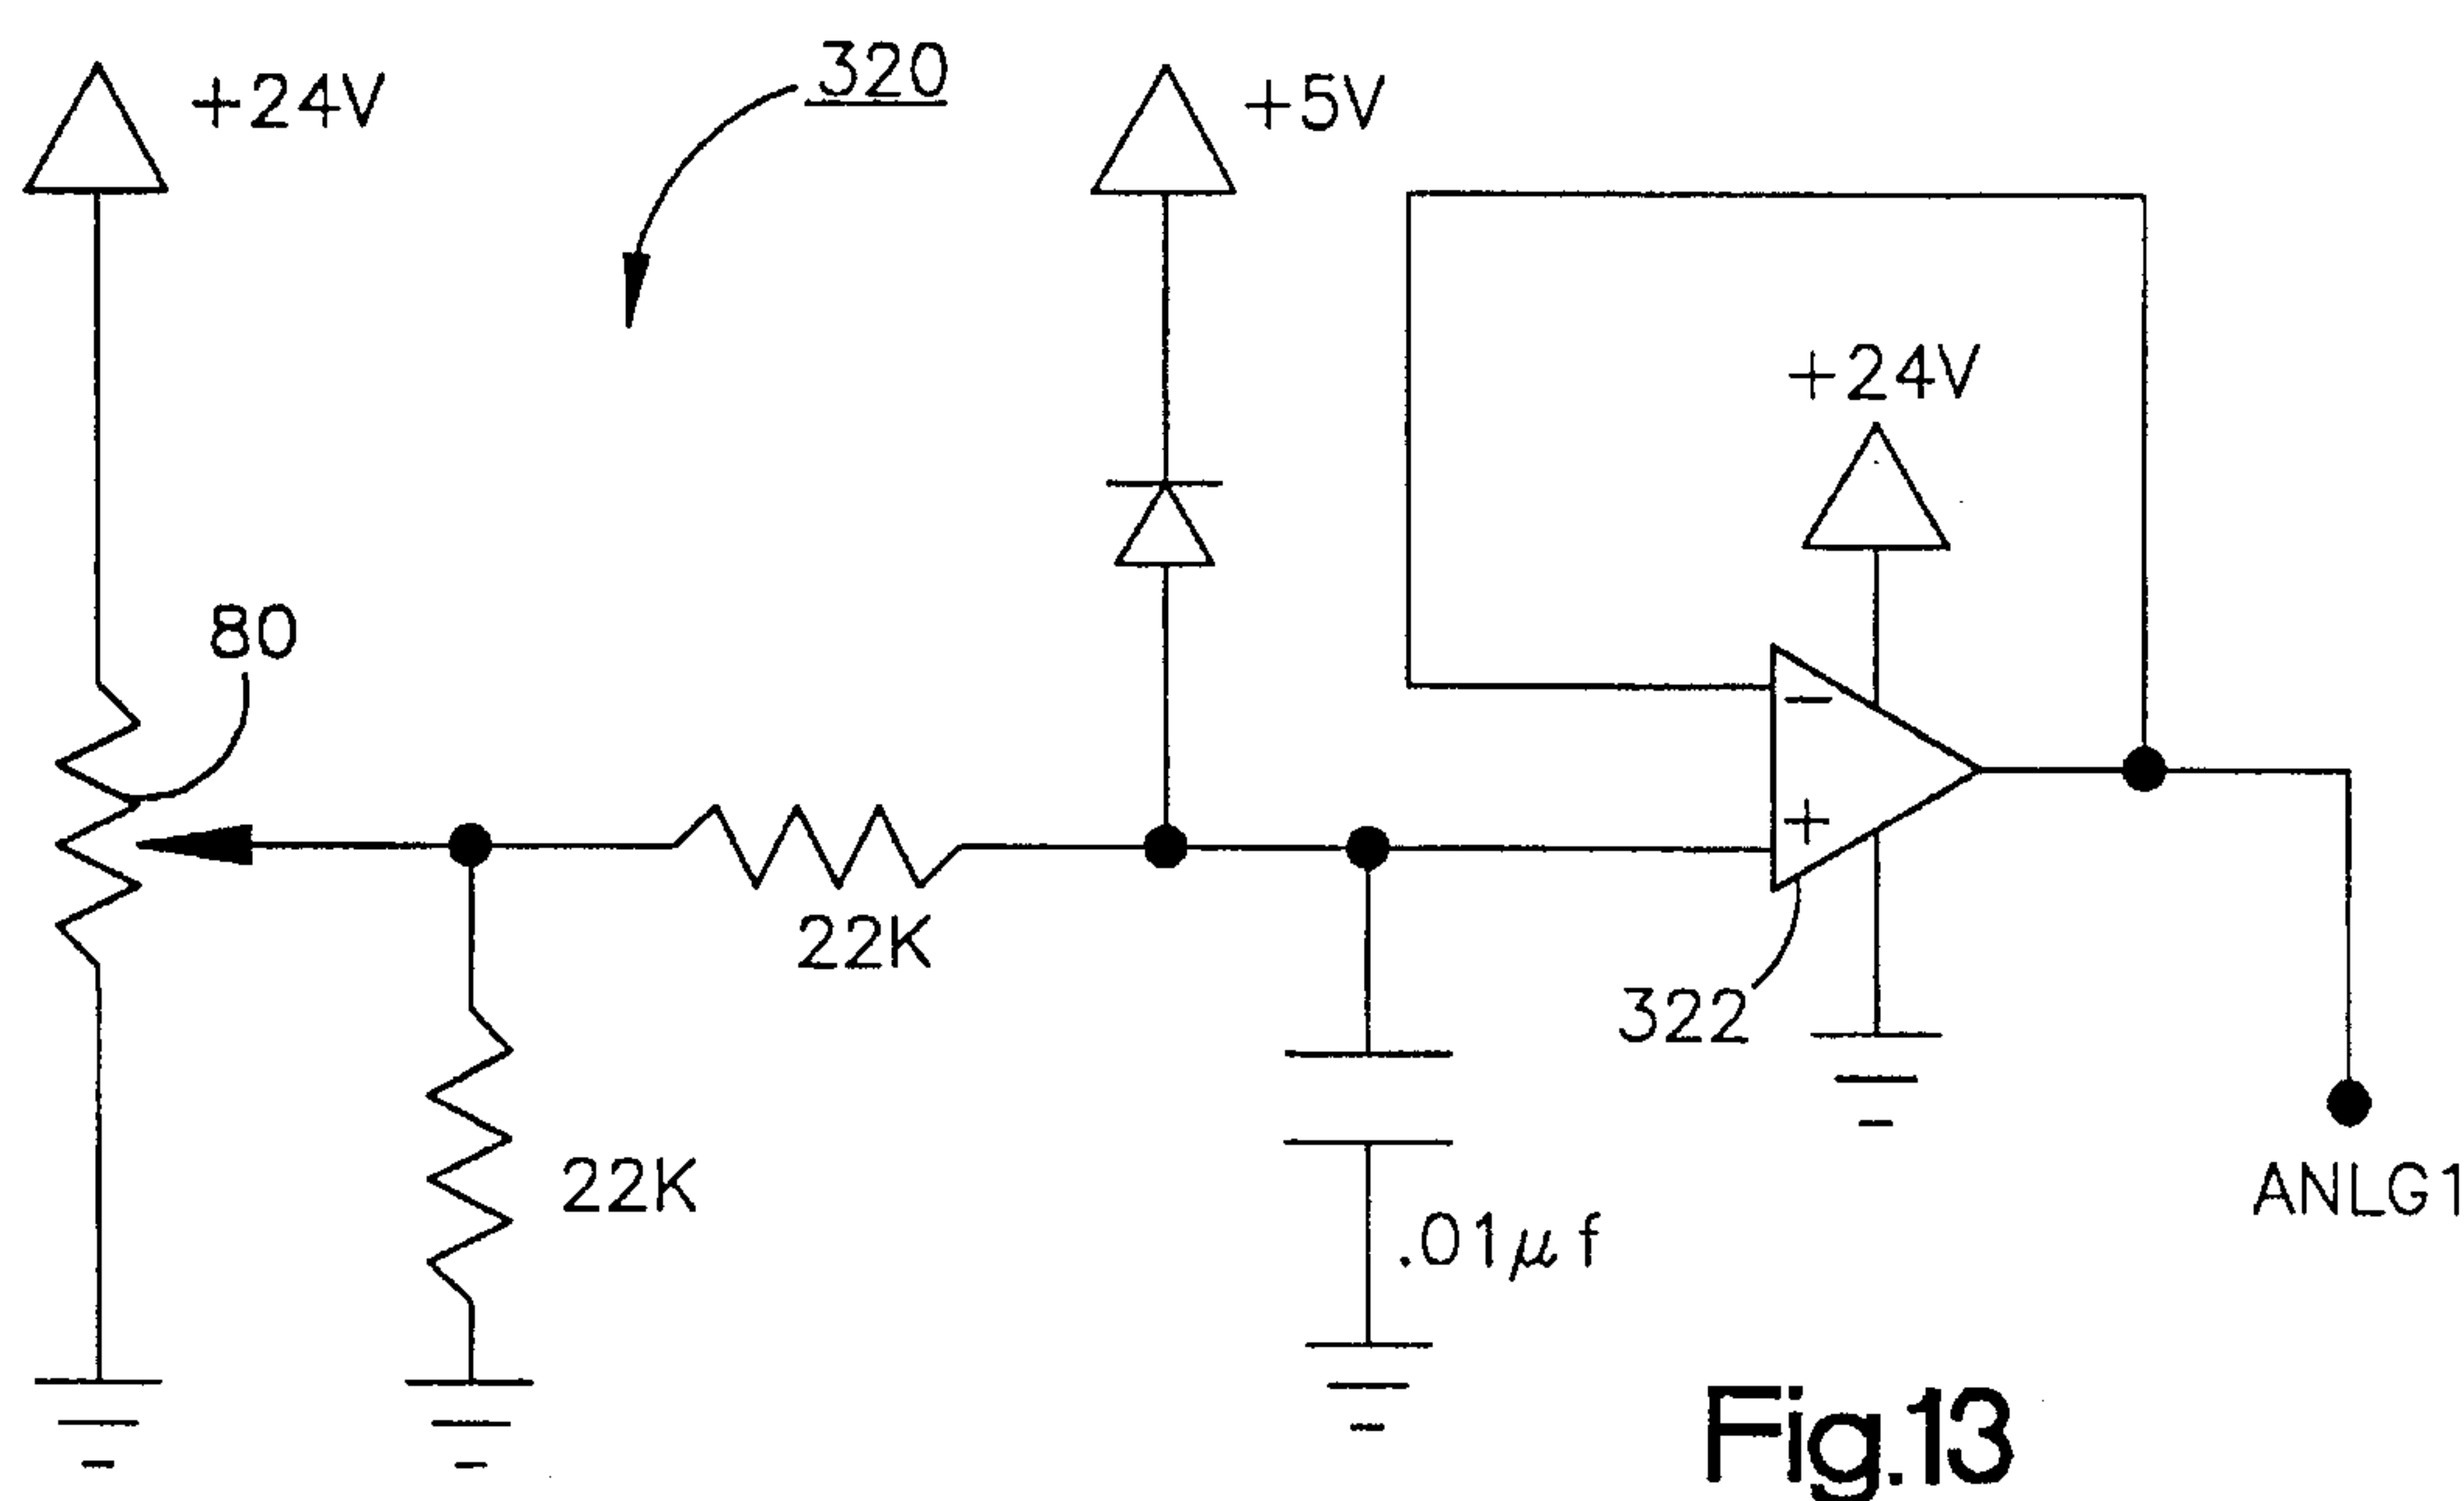 +24V
320
+5V
+24V
80
-
+
22K
322
22K
.01μf
ANLG1
Fig.13